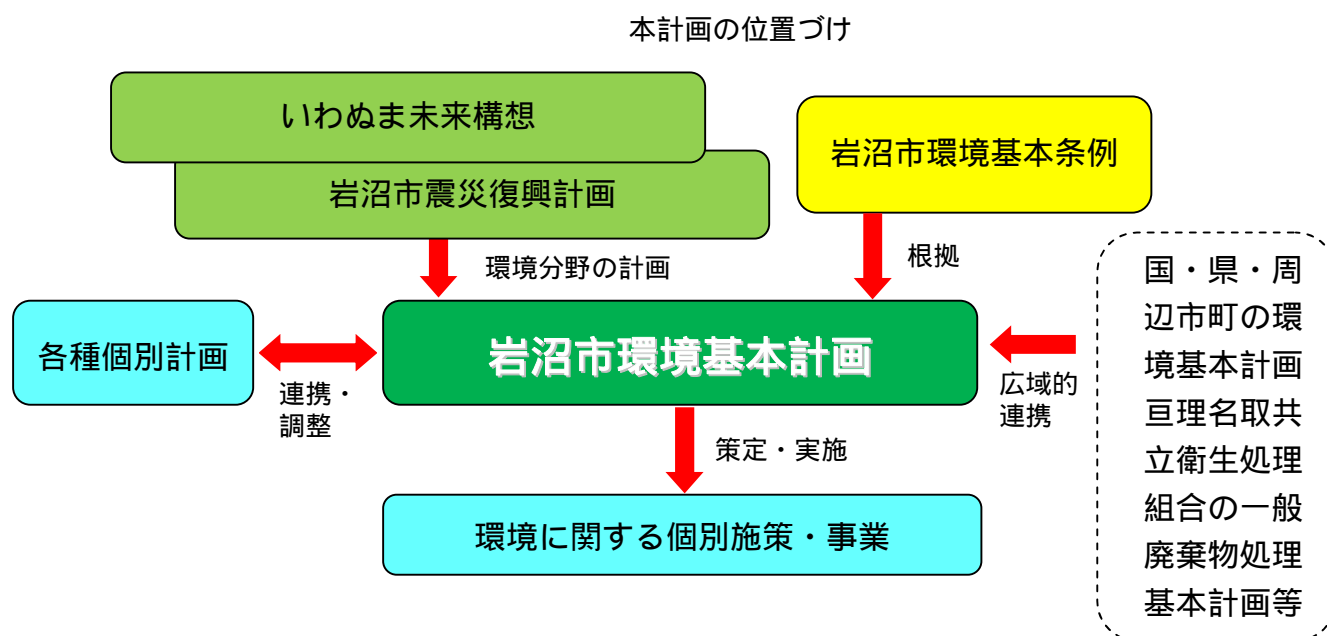 本計画の位置づけ
いわぬま未来構想
岩沼市環境基本条例
岩沼市震災復興計画
環境分野の計画
根拠
各種個別計画
岩沼市環境基本計画
連携・
調整
広域的
連携
国・県・周
辺市町の環
境基本計画
亘理名取共
立衛生処理
組合の一般
廃棄物処理
基本計画等
策定・実施
環境に関する個別施策・事業